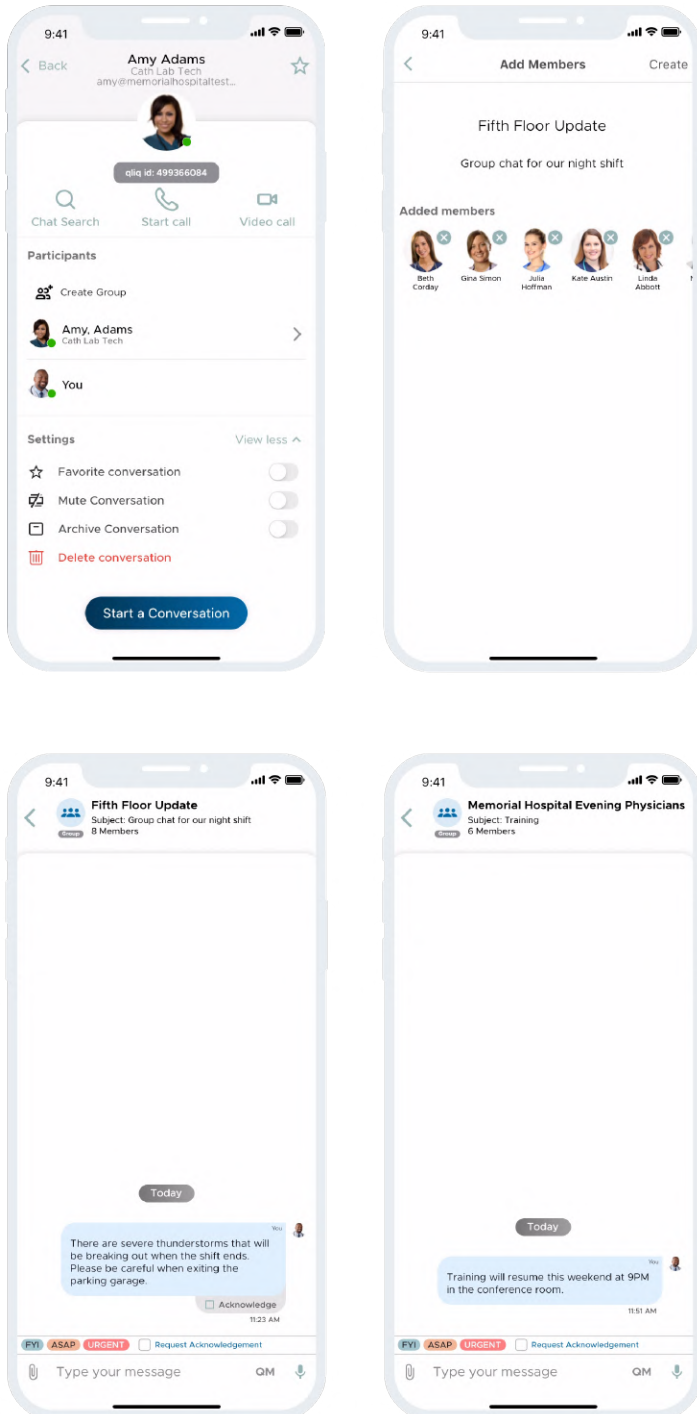 9:41
Back
Amy Adams
Cath Lab Tech
amy@memorialhospitaltest...
qliq id: 499366084
Chat Search
Start call
Video call
Participants
Create Group
Amy, Adams
Cath Lab Tech
You
Settings
View less
Favorite conversation
Mute Conversation
Archive Conversation
Delete conversation
Start a Conversation
9:41
Add Members
Create
Fifth Floor Update
Group chat for our night shift
Added members
Beth
Corday
Gina Simon
Julia
Hoffman
Kate Austin
Linda
Abbott
9:41
Fifth Floor Update
Subject: Group chat for our night shift
Group
8 Members
Today
You
There are severe thunderstorms that will
be breaking out when the shift ends.
Please be careful when exiting the
parking garage.
Acknowledge
11:23 AM
FYI ASAP URGENT Request Acknowledgement
Type your message QM
9:41
Memorial Hospital Evening Physicians
Subject: Training
Group
6 Members
Today
You
Training will resume this weekend at 9PM
in the conference room.
11:51 AM
FYI ASAP URGENT Request Acknowledgement
Type your message QM